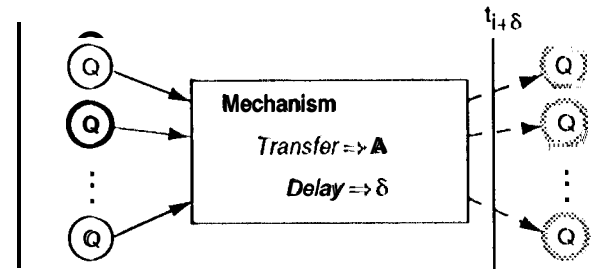 t_{i+δ}
Q Q
Mechanism
Q Transfer ⇒ A Q
Delay ⇒ δ
Q Q